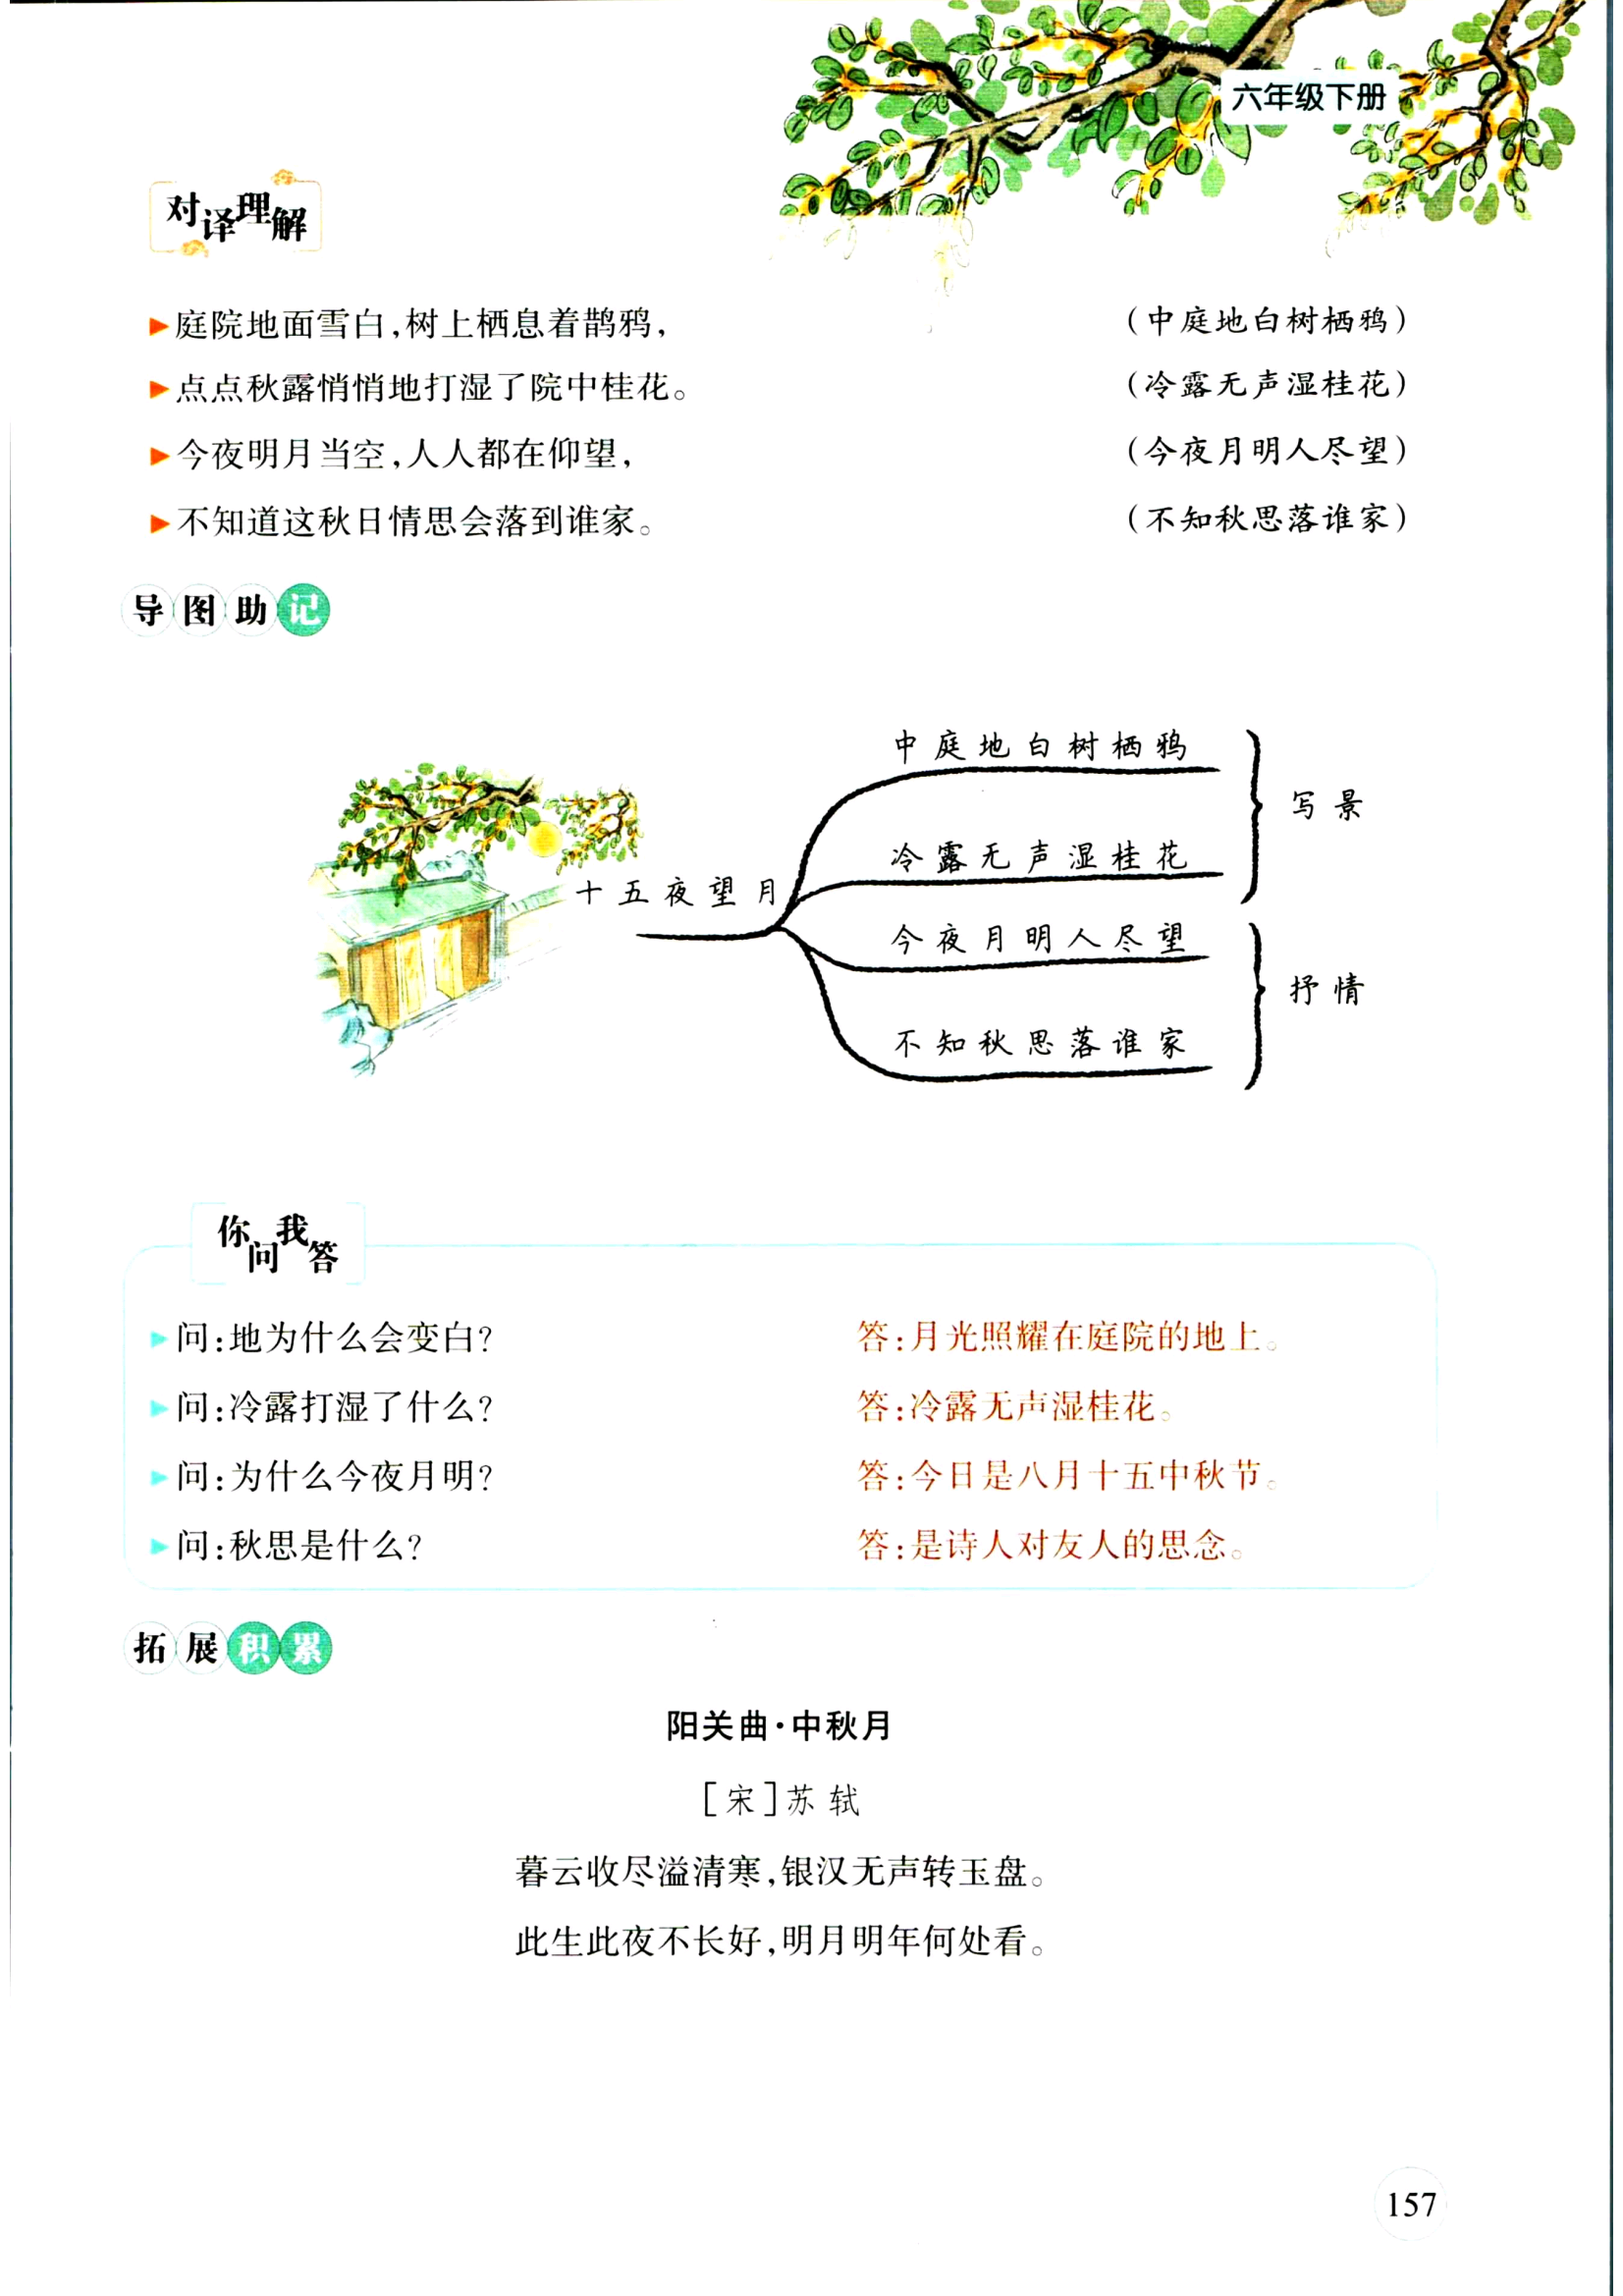 六年级下册
对译理解
▶庭院地面雪白,树上栖息着鹊鸦, (中庭地白树栖鸦)
▶点点秋露悄悄地打湿了院中桂花。 (冷露无声湿桂花)
▶今夜明月当空,人人都在仰望, (今夜月明人尽望)
▶不知道这秋日情思会落到谁家。 (不知秋思落谁家)
导图助记
十五夜望月
中庭地白树栖鸦
冷露无声湿桂花
写景
今夜月明人尽望
不知秋思落谁家
抒情
你问我答
▶问:地为什么会变白? 答:月光照耀在庭院的地上。
▶问:冷露打湿了什么? 答:冷露无声湿桂花。
▶问:为什么今夜月明? 答:今日是八月十五中秋节。
▶问:秋思是什么? 答:是诗人对友人的思念。
拓展积累
阳关曲·中秋月
[宋]苏轼
暮云收尽溢清寒,银汉无声转玉盘。
此生此夜不长好,明月明年何处看。
157